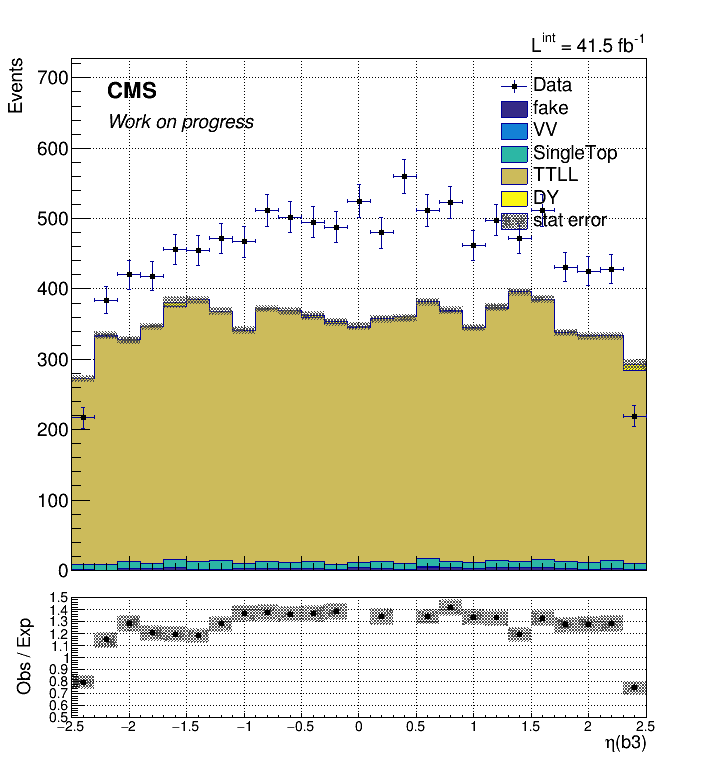 L^int = 41.5 fb^-1
Events
CMS
Work on progress
Data
fake
VV
SingleTop
TTLL
DY
stat error
700
600
500
400
300
200
100
0
Obs / Exp
1.5
1.4
1.3
1.2
1.1
1
0.9
0.8
0.7
0.6
0.5
−2.5 −2 −1.5 −1 −0.5 0 0.5 1 1.5 2 2.5
η(b3)